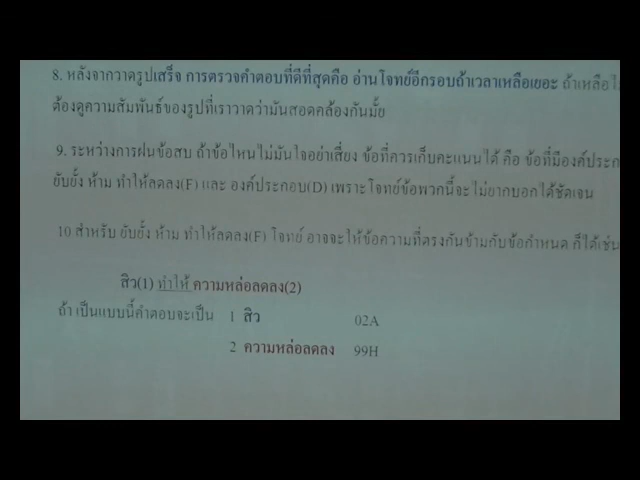 8. หลังจากวาดรูปเสร็จ การตรวจคำตอบที่ดีที่สุดคือ อ่านโจทย์อีกรอบถ้าเวลาเหลือเยอะ ถ้าเหลือ
ต้องดูความสัมพันธ์ของรูปที่เราวาดว่ามันสอดคล้องกันมั้ย
9. ระหว่างการฝนข้อสบ ถ้าข้อไหนไม่มันใจอย่าเสี่ยง ข้อที่ควรเก็บคะแนนได้ คือ ข้อที่มีองค์ประก
ยับยั้ง ห้าม ทำให้ลดลง(F) และ องค์ประกอบ(D) เพราะโจทย์ข้อพวกนี้จะไม่ยากบอกได้ชัดเจน
10 สำหรับ ยับยั้ง ห้าม ทำให้ลดลง(F) โจทย์ อาจจะให้ข้อความที่ตรงกันข้ามกับข้อกำหนด ก็ได้เช่น
สิว(1) ทำให้ ความหล่อลดลง(2)
ถ้า เป็นแบบนี้คำตอบจะเป็น 1 สิว 02A
2 ความหล่อลดลง 99H